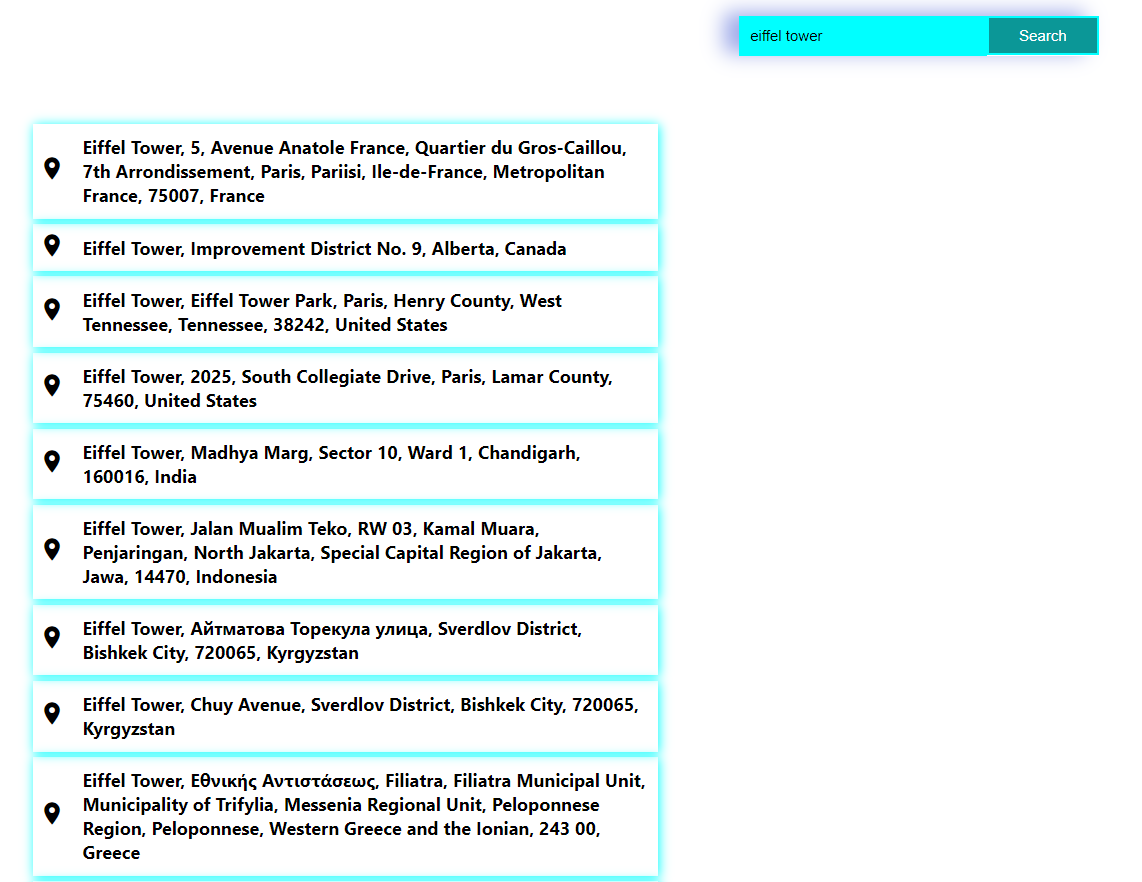 eiffel tower
Search
Eiffel Tower, 5, Avenue Anatole France, Quartier du Gros-Caillou,
7th Arrondissement, Paris, Pariisi, Ile-de-France, Metropolitan
France, 75007, France
Eiffel Tower, Improvement District No. 9, Alberta, Canada
Eiffel Tower, Eiffel Tower Park, Paris, Henry County, West
Tennessee, Tennessee, 38242, United States
Eiffel Tower, 2025, South Collegiate Drive, Paris, Lamar County,
75460, United States
Eiffel Tower, Madhya Marg, Sector 10, Ward 1, Chandigarh,
160016, India
Eiffel Tower, Jalan Mualim Teko, RW 03, Kamal Muara,
Penjaringan, North Jakarta, Special Capital Region of Jakarta,
Jawa, 14470, Indonesia
Eiffel Tower, Айтматова Торекула улица, Sverdlov District,
Bishkek City, 720065, Kyrgyzstan
Eiffel Tower, Chuy Avenue, Sverdlov District, Bishkek City, 720065,
Kyrgyzstan
Eiffel Tower, Εθνικής Αντιστάσεως, Filiatra, Filiatra Municipal Unit,
Municipality of Trifylia, Messenia Regional Unit, Peloponnese
Region, Peloponnese, Western Greece and the Ionian, 243 00,
Greece